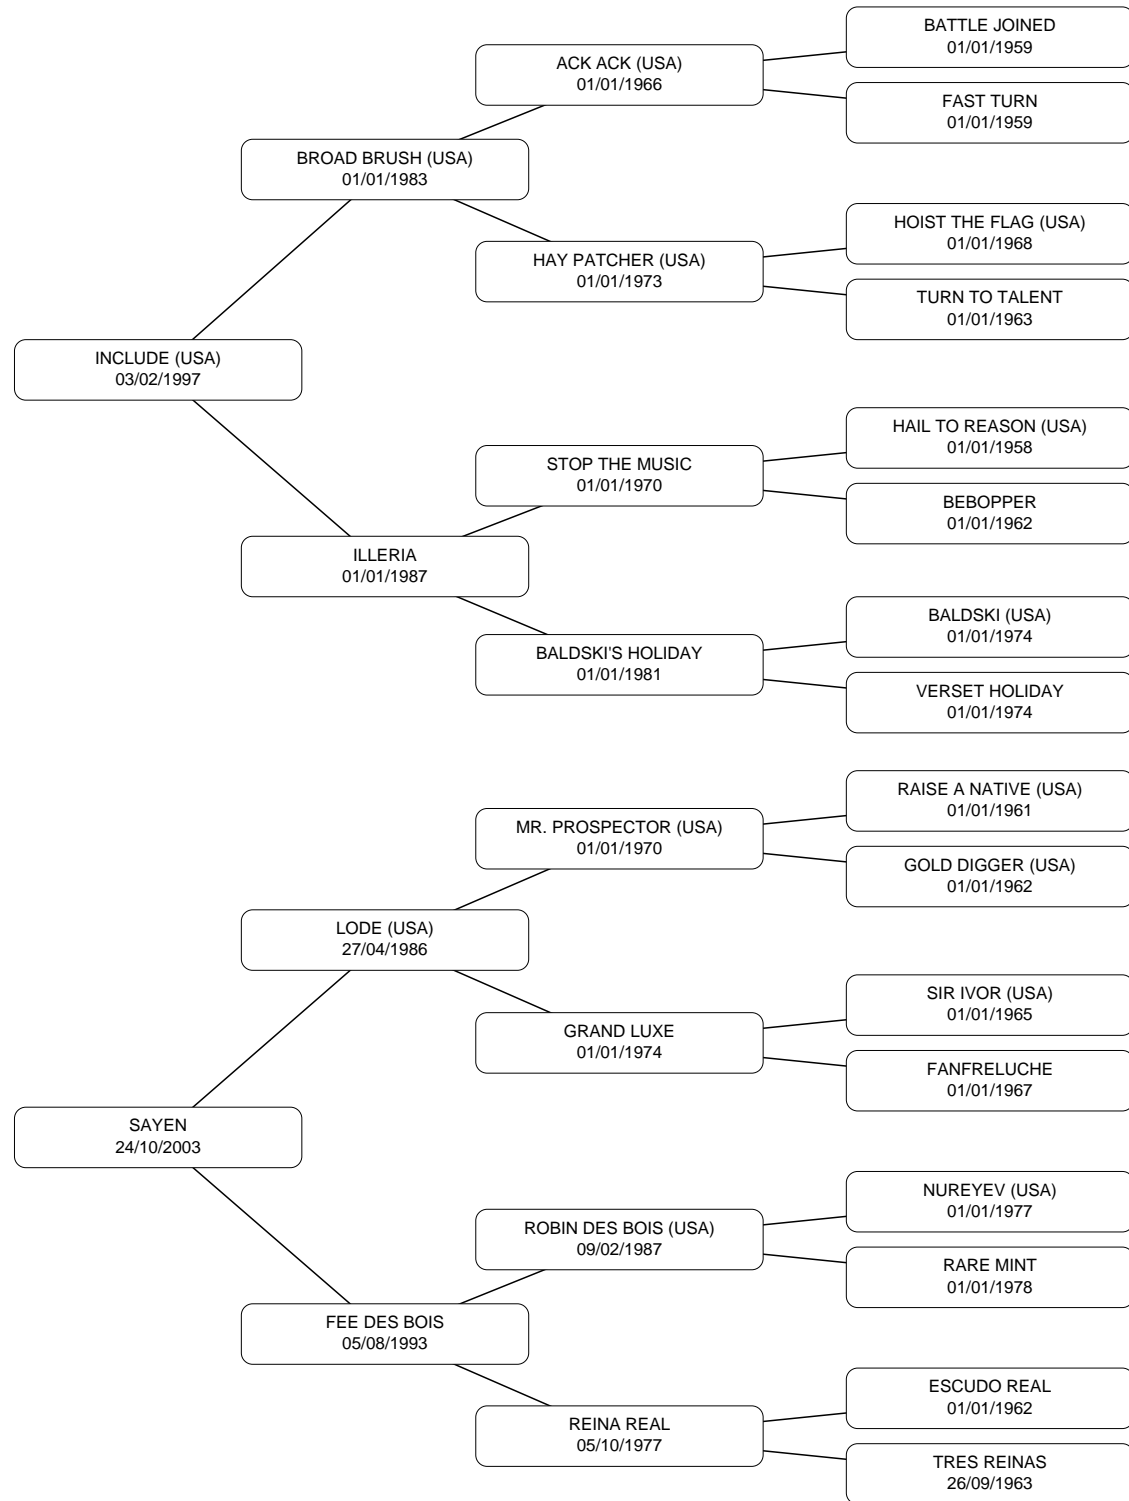 BATTLE JOINED
01/01/1959
ACK ACK (USA)
01/01/1966
FAST TURN
01/01/1959
BROAD BRUSH (USA)
01/01/1983
HOIST THE FLAG (USA)
01/01/1968
HAY PATCHER (USA)
01/01/1973
TURN TO TALENT
01/01/1963
INCLUDE (USA)
03/02/1997
HAIL TO REASON (USA)
01/01/1958
STOP THE MUSIC
01/01/1970
BEBOPPER
01/01/1962
ILLERIA
01/01/1987
BALDSKI (USA)
01/01/1974
BALDSKI'S HOLIDAY
01/01/1981
VERSET HOLIDAY
01/01/1974
RAISE A NATIVE (USA)
01/01/1961
MR. PROSPECTOR (USA)
01/01/1970
GOLD DIGGER (USA)
01/01/1962
LODE (USA)
27/04/1986
SIR IVOR (USA)
01/01/1965
GRAND LUXE
01/01/1974
FANFRELUCHE
01/01/1967
SAYEN
24/10/2003
NUREYEV (USA)
01/01/1977
ROBIN DES BOIS (USA)
09/02/1987
RARE MINT
01/01/1978
FEE DES BOIS
05/08/1993
ESCUDO REAL
01/01/1962
REINA REAL
05/10/1977
TRES REINAS
26/09/1963